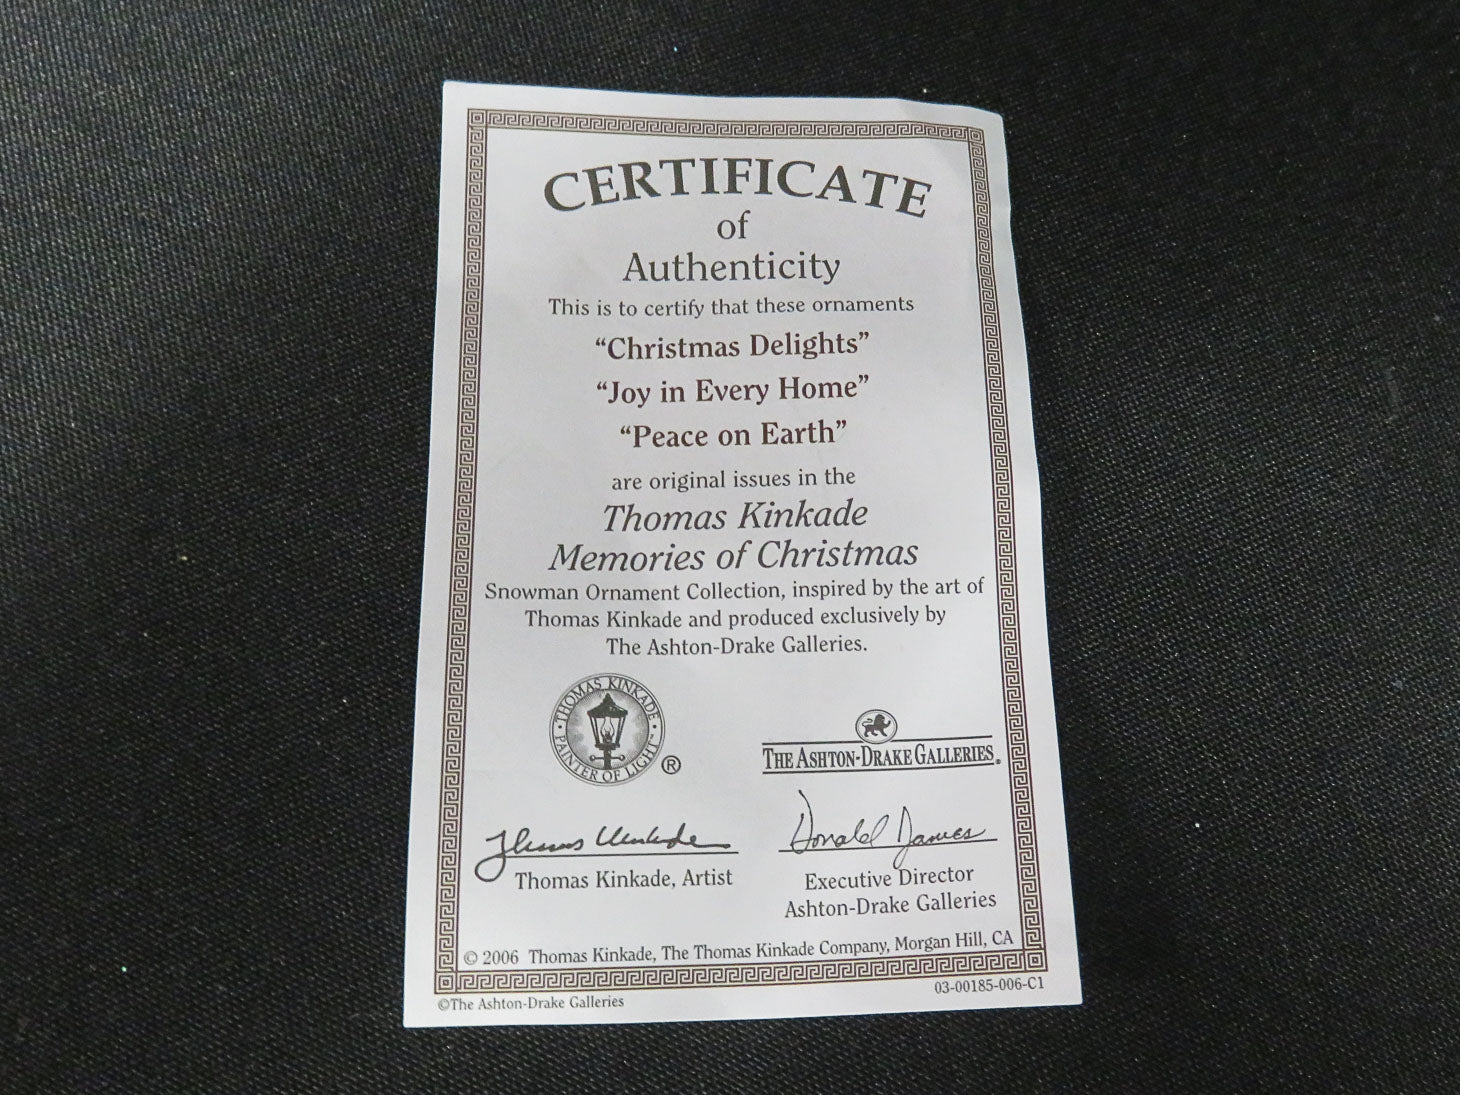 CERTIFICATE
of
Authenticity
This is to certify that these ornaments
“Christmas Delights”
“Joy in Every Home”
“Peace on Earth”
are original issues in the
Thomas Kinkade
Memories of Christmas
Snowman Ornament Collection, inspired by the art of
Thomas Kinkade and produced exclusively by
The Ashton-Drake Galleries.
THOMAS KINKADE
PAINTER OF LIGHT
®
THE ASHTON-DRAKE GALLERIES®
Thomas Kinkade
Thomas Kinkade, Artist
Donald Davies
Executive Director
Ashton-Drake Galleries
© 2006 Thomas Kinkade, The Thomas Kinkade Company, Morgan Hill, CA
©The Ashton-Drake Galleries
03-00185-006-C1